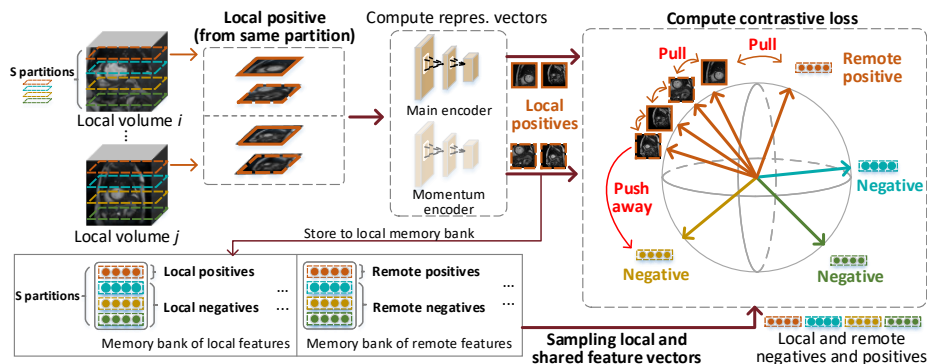 Local positive
(from same partition)
Compute repres. vectors
Compute contrastive loss
S partitions
Local volume i
Local volume j
Main encoder
Momentum
encoder
Local
positives
Pull
Pull
Remote
positive
Push
away
Negative
Negative
Negative
Store to local memory bank
S partitions
Local positives
Local negatives
...
...
Memory bank of local features
Remote positives
Remote negatives
...
...
Memory bank of remote features
Sampling local and
shared feature vectors
Local and remote
negatives and positives